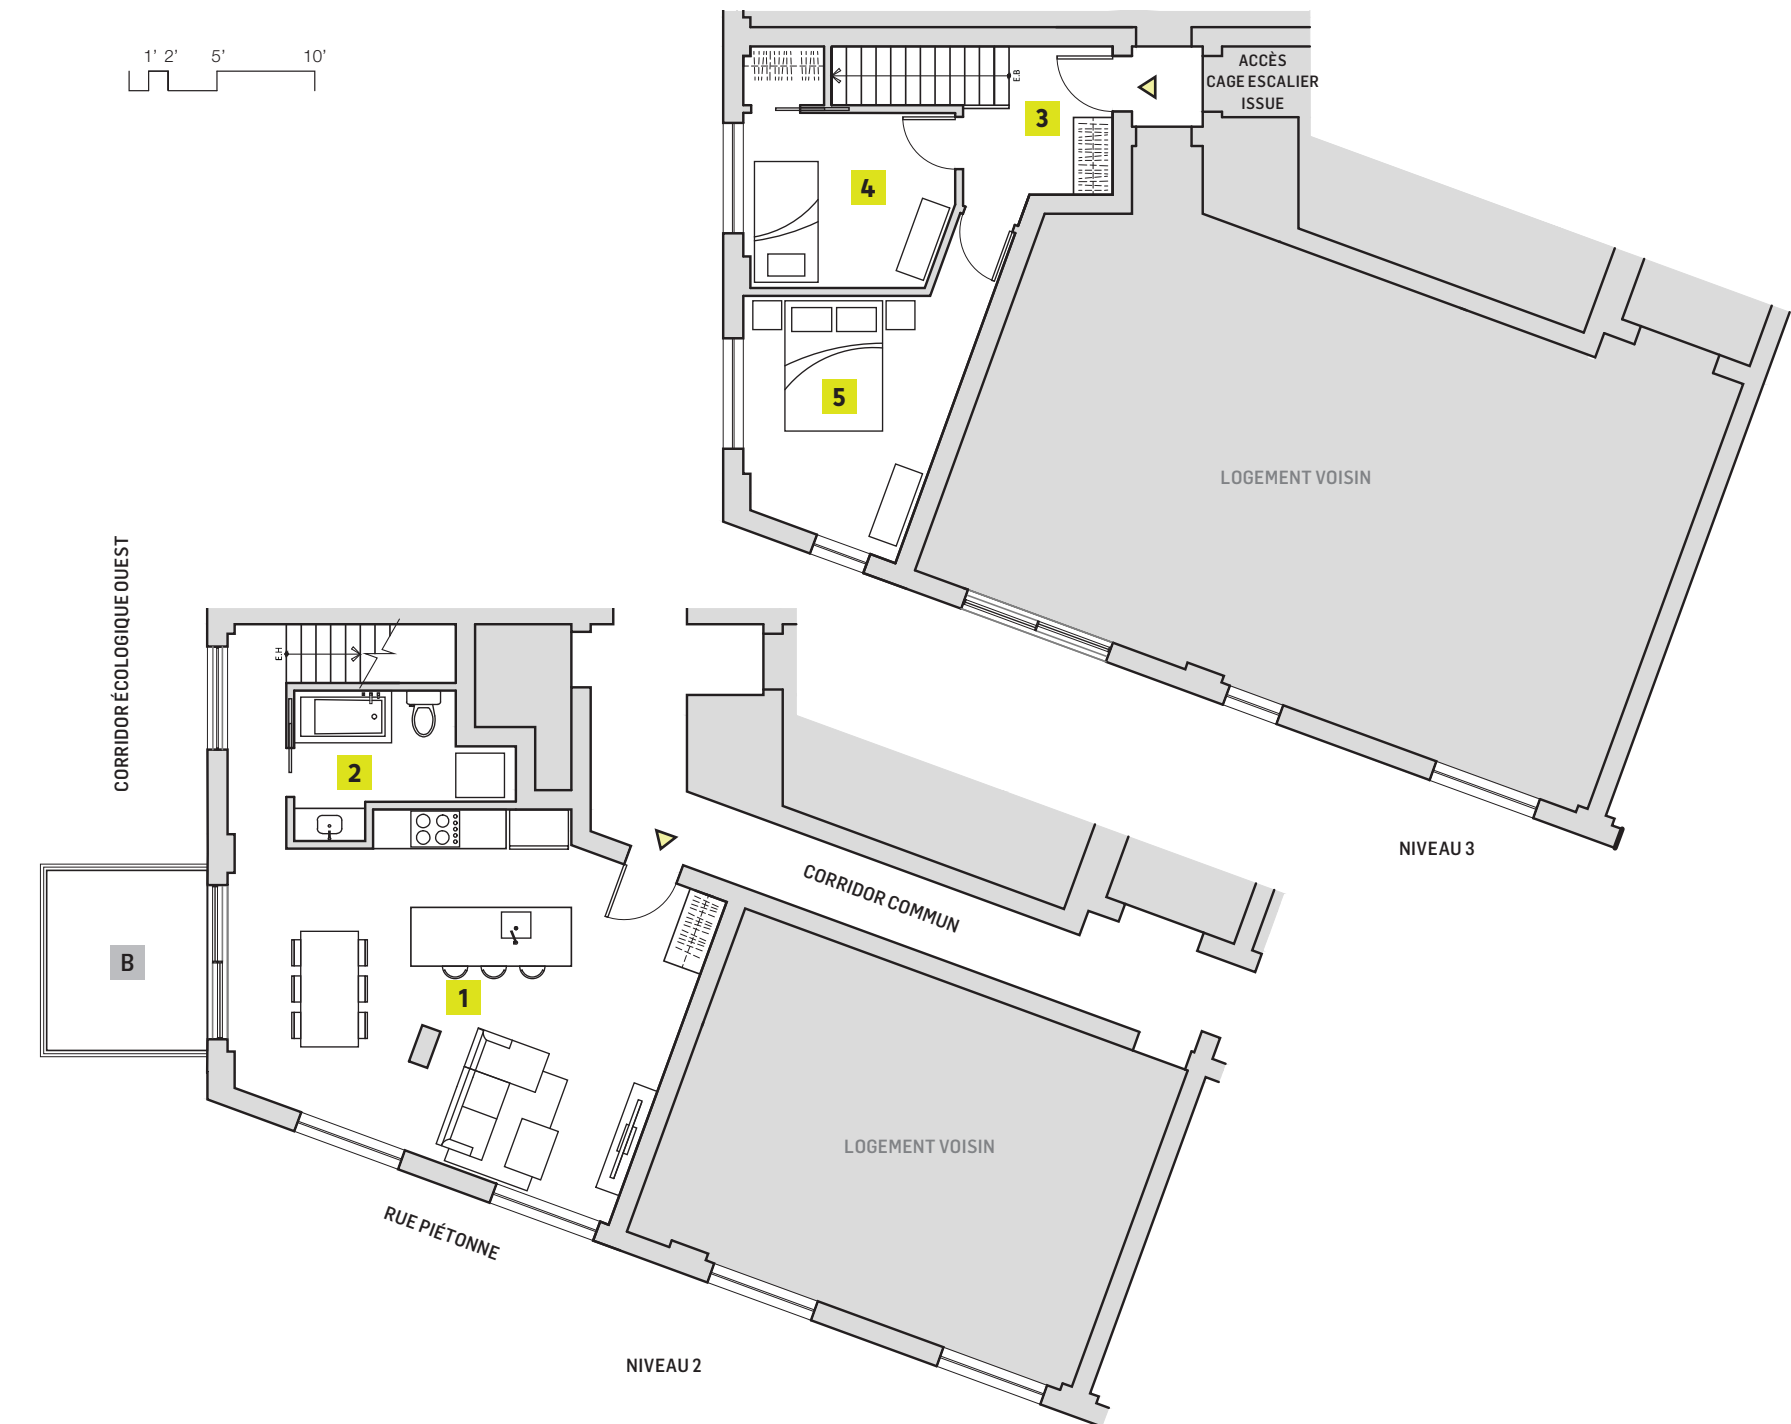 1' 2' 5' 10'
ACCÈS
CAGE ESCALIER
ISSUE
E.B
3
4
5
LOGEMENT VOISIN
NIVEAU 3
CORRIDOR ÉCOLOGIQUE OUEST
E.H
2
CORRIDOR COMMUN
B
1
LOGEMENT VOISIN
RUE PIÉTONNE
NIVEAU 2